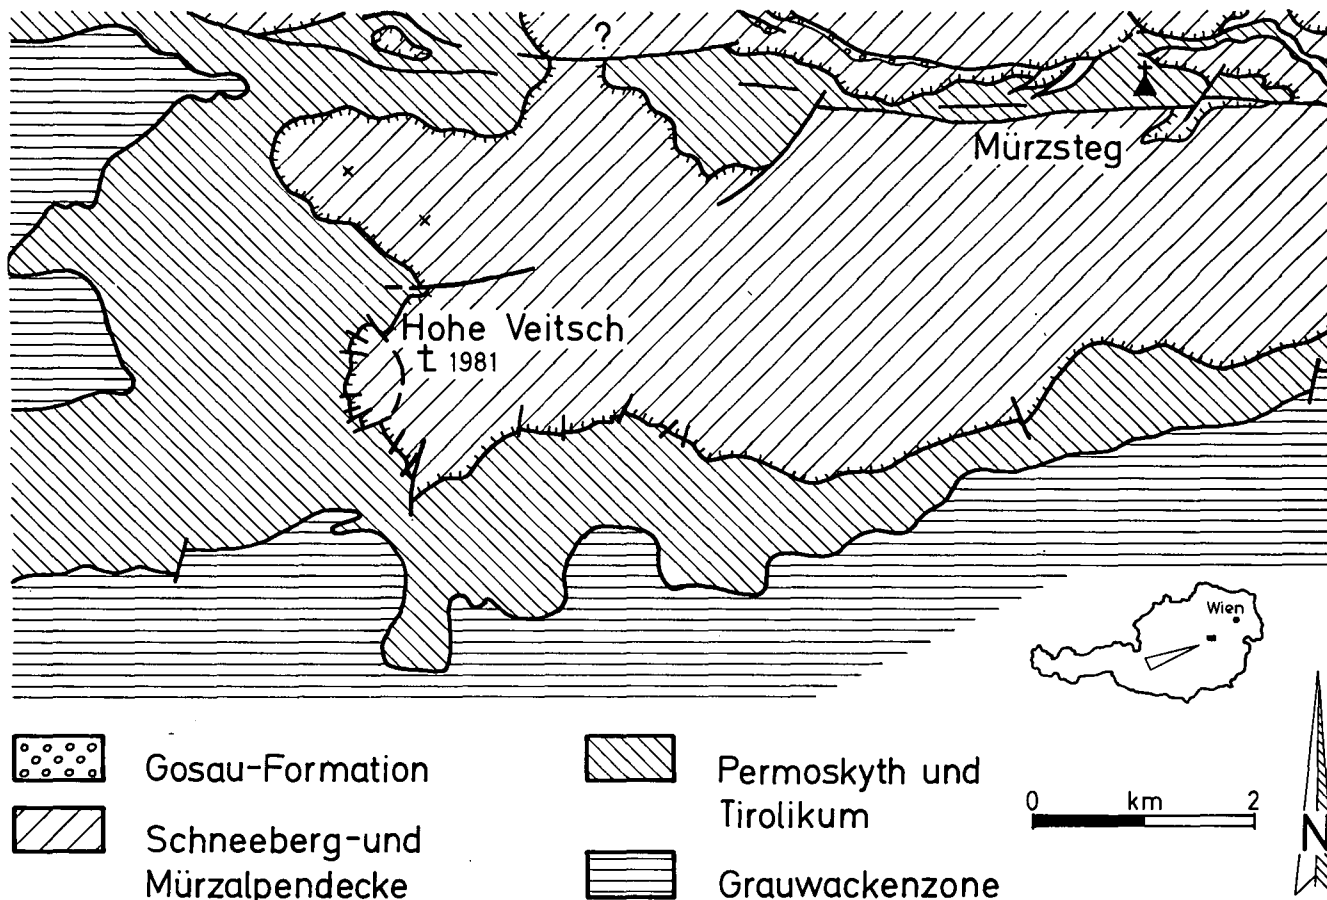 ?
Mürzsteg
Hohe Veitsch
1981
Wien
Gosau-Formation
Schneeberg-und
Mürzalpendecke
Permoskyth und
Tirolikum
Grauwackenzone
0 km 2
N